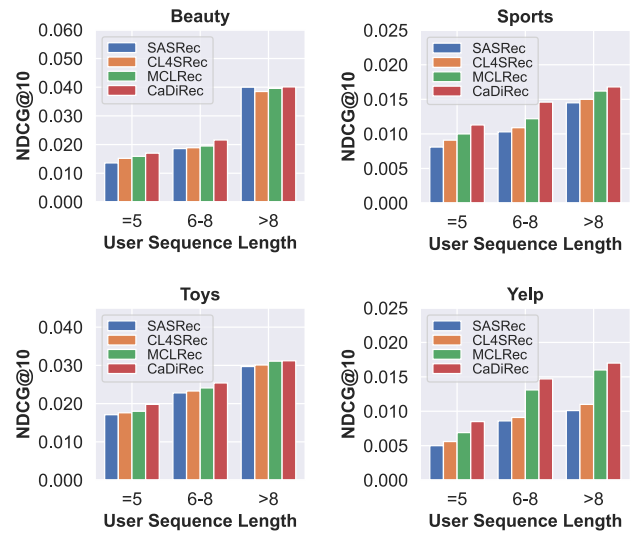 Beauty
NDCG@10
0.060
0.050
0.040
0.030
0.020
0.010
0.000
SASRec
CL4SRec
MCLRec
CaDiRec
=5 6-8 >8
User Sequence Length
Sports
NDCG@10
0.025
0.020
0.015
0.010
0.005
0.000
SASRec
CL4SRec
MCLRec
CaDiRec
=5 6-8 >8
User Sequence Length
Toys
NDCG@10
0.040
0.030
0.020
0.010
0.000
SASRec
CL4SRec
MCLRec
CaDiRec
=5 6-8 >8
User Sequence Length
Yelp
NDCG@10
0.025
0.020
0.015
0.010
0.005
0.000
SASRec
CL4SRec
MCLRec
CaDiRec
=5 6-8 >8
User Sequence Length